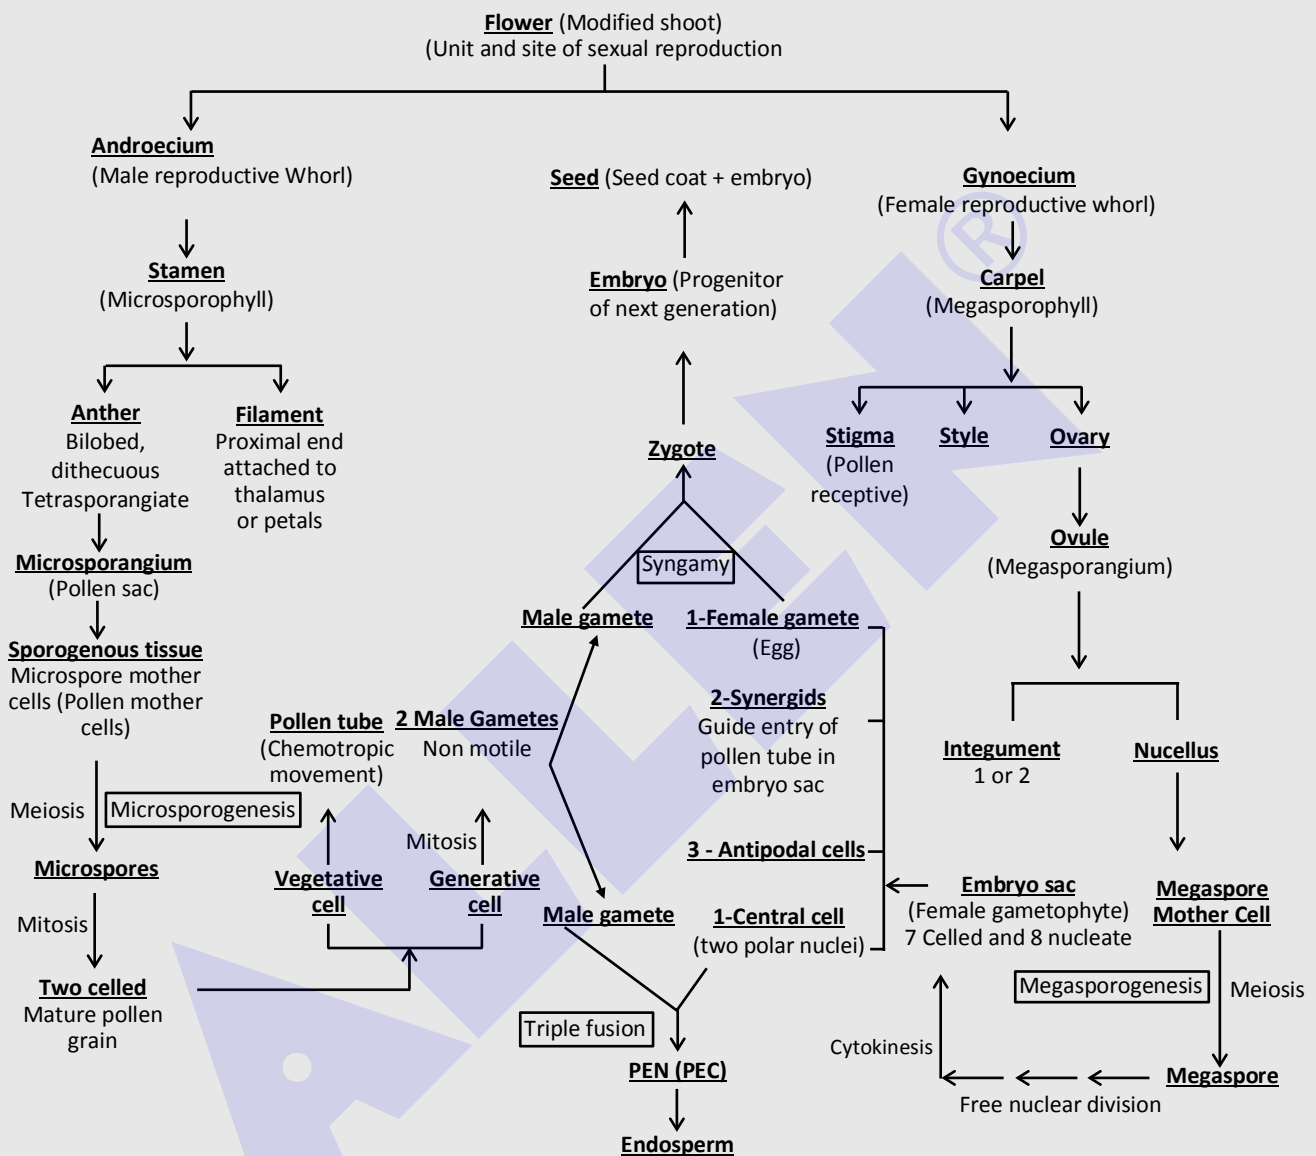 Flower (Modified shoot)
(Unit and site of sexual reproduction
Androecium
(Male reproductive Whorl)
Stamen
(Microsporophyll)
Anther
Bilobed,
dithecuous
Tetrasporangiate
Filament
Proximal end
attached to
thalamus
or petals
Microsporangium
(Pollen sac)
Sporogenous tissue
Microspore mother
cells (Pollen mother
cells)
Meiosis
Microsporogenesis
Microspores
Mitosis
Two celled
Mature pollen
grain
Pollen tube
(Chemotropic
movement)
Vegetative
cell
2 Male Gametes
Non motile
Mitosis
Generative
cell
Seed (Seed coat + embryo)
Embryo (Progenitor
of next generation)
Zygote
Syngamy
Male gamete
1-Female gamete
(Egg)
2-Synergids
Guide entry of
pollen tube in
embryo sac
3 - Antipodal cells
Male gamete
1-Central cell
(two polar nuclei)
Triple fusion
PEN (PEC)
Endosperm
Gynoecium
(Female reproductive whorl)
Carpel
(Megasporophyll)
Stigma
(Pollen
receptive)
Style
Ovary
Ovule
(Megasporangium)
Integument
1 or 2
Nucellus
Embryo sac
(Female gametophyte)
7 Celled and 8 nucleate
Megaspore
Mother Cell
Megasporogenesis
Meiosis
Cytokinesis
Megaspore
Free nuclear division
ALLEN
®